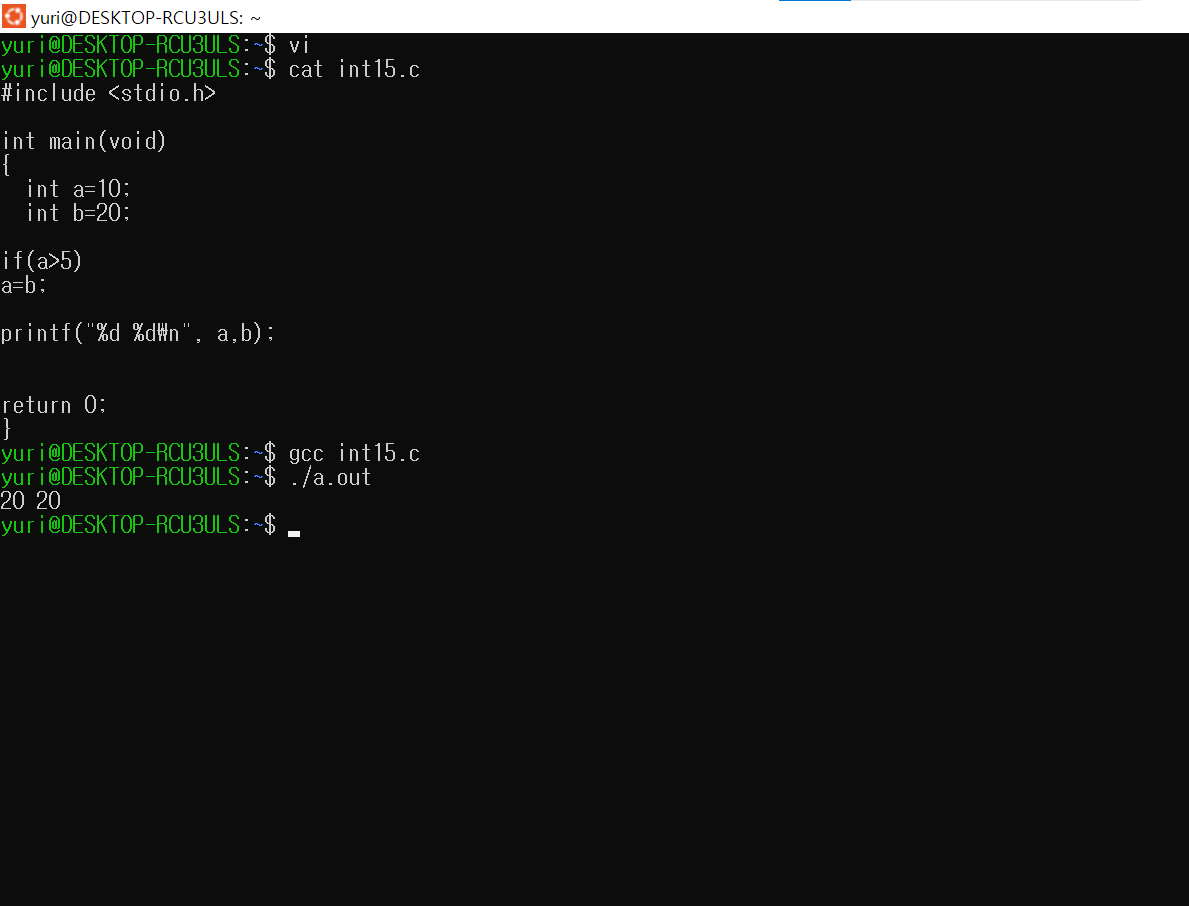 yuri@DESKTOP-RCU3ULS: ~
yuri@DESKTOP-RCU3ULS:~$ vi
yuri@DESKTOP-RCU3ULS:~$ cat int15.c
#include <stdio.h>
int main(void)
{
int a=10;
int b=20;
if(a>5)
a=b;
printf("%d %d₩n", a,b);
return 0;
}
yuri@DESKTOP-RCU3ULS:~$ gcc int15.c
yuri@DESKTOP-RCU3ULS:~$ ./a.out
20 20
yuri@DESKTOP-RCU3ULS:~$